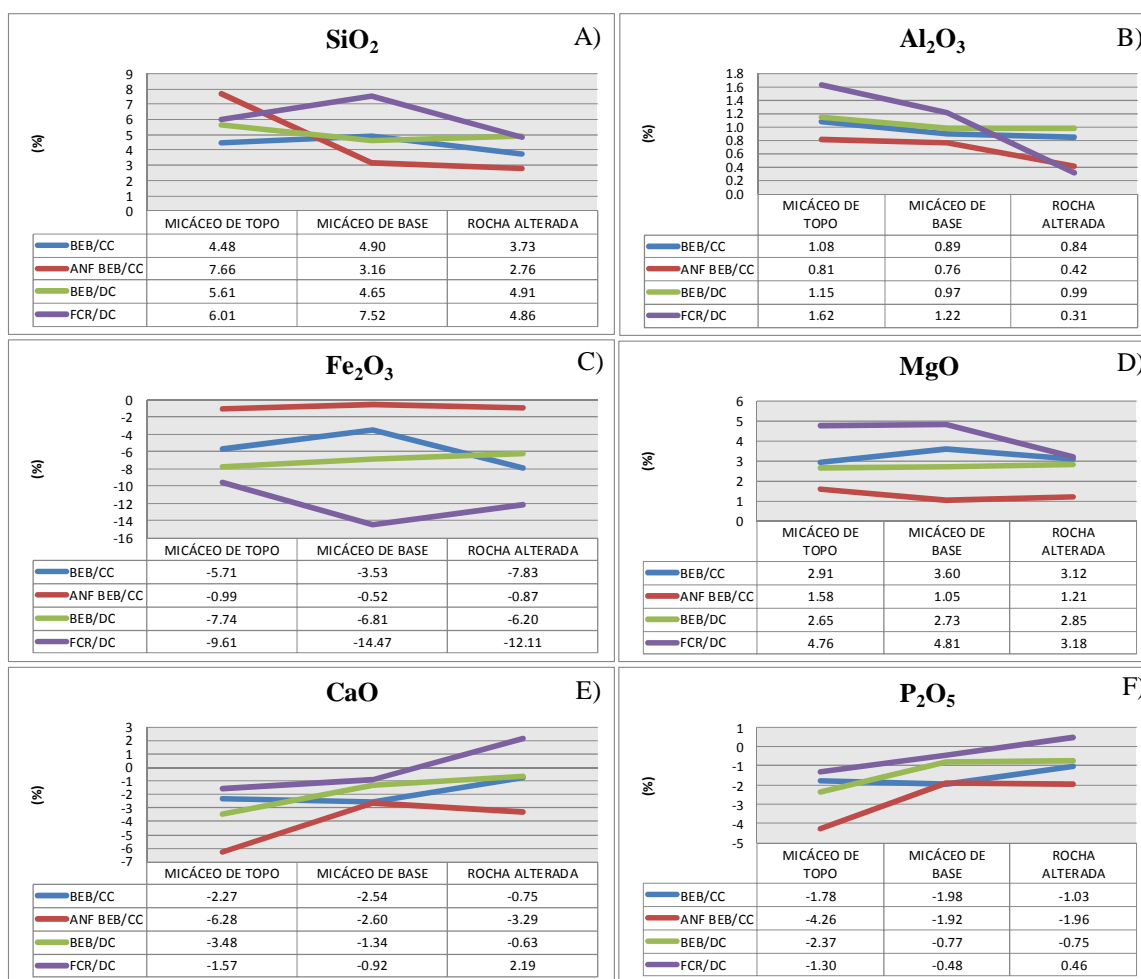 SiO₂ A)
(%)
9
8
7
6
5
4
3
2
1
0
MICÁCEO DE TOPO MICÁCEO DE BASE ROCHA ALTERADA
BEB/CC 4.48 4.90 3.73
ANF BEB/CC 7.66 3.16 2.76
BEB/DC 5.61 4.65 4.91
FCR/DC 6.01 7.52 4.86
Al₂O₃ B)
(%)
1.8
1.6
1.4
1.2
1.0
0.8
0.6
0.4
0.2
0.0
MICÁCEO DE MICÁCEO DE ROCHA
TOPO BASE ALTERADA
BEB/CC 1.08 0.89 0.84
ANF BEB/CC 0.81 0.76 0.42
BEB/DC 1.15 0.97 0.99
FCR/DC 1.62 1.22 0.31
Fe₂O₃ C)
(%)
0
-2
-4
-6
-8
-10
-12
-14
-16
MICÁCEO DE TOPO MICÁCEO DE BASE ROCHA ALTERADA
BEB/CC -5.71 -3.53 -7.83
ANF BEB/CC -0.99 -0.52 -0.87
BEB/DC -7.74 -6.81 -6.20
FCR/DC -9.61 -14.47 -12.11
MgO D)
(%)
6
5
4
3
2
1
0
MICÁCEO DE MICÁCEO DE ROCHA
TOPO BASE ALTERADA
BEB/CC 2.91 3.60 3.12
ANF BEB/CC 1.58 1.05 1.21
BEB/DC 2.65 2.73 2.85
FCR/DC 4.76 4.81 3.18
CaO E)
(%)
3
2
1
0
-1
-2
-3
-4
-5
-6
-7
MICÁCEO DE TOPO MICÁCEO DE BASE ROCHA ALTERADA
BEB/CC -2.27 -2.54 -0.75
ANF BEB/CC -6.28 -2.60 -3.29
BEB/DC -3.48 -1.34 -0.63
FCR/DC -1.57 -0.92 2.19
P₂O₅ F)
(%)
1
0
-1
-2
-3
-4
-5
MICÁCEO DE MICÁCEO DE ROCHA
TOPO BASE ALTERADA
BEB/CC -1.78 -1.98 -1.03
ANF BEB/CC -4.26 -1.92 -1.96
BEB/DC -2.37 -0.77 -0.75
FCR/DC -1.30 -0.48 0.46